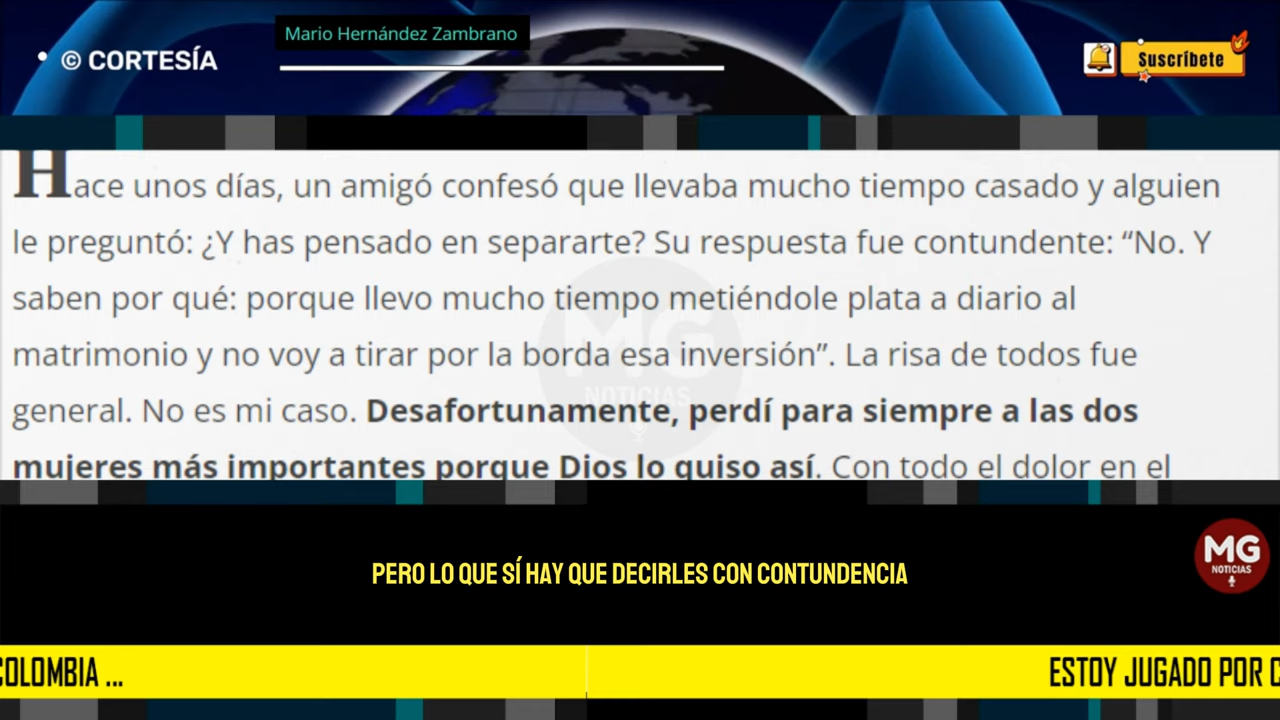 Mario Hernández Zambrano
© CORTESÍA
Suscríbete
Hace unos días, un amigó confesó que llevaba mucho tiempo casado y alguien
le preguntó: ¿Y has pensado en separarte? Su respuesta fue contundente: “No. Y
saben por qué: porque llevo mucho tiempo metiéndole plata a diario al
matrimonio y no voy a tirar por la borda esa inversión”. La risa de todos fue
general. No es mi caso. Desafortunamente, perdí para siempre a las dos
mujeres más importantes porque Dios lo quiso así. Con todo el dolor en el
MG
NOTICIAS
PERO LO QUE SÍ HAY QUE DECIRLES CON CONTUNDENCIA
MG
NOTICIAS
COLOMBIA ...
ESTOY JUGADO POR C